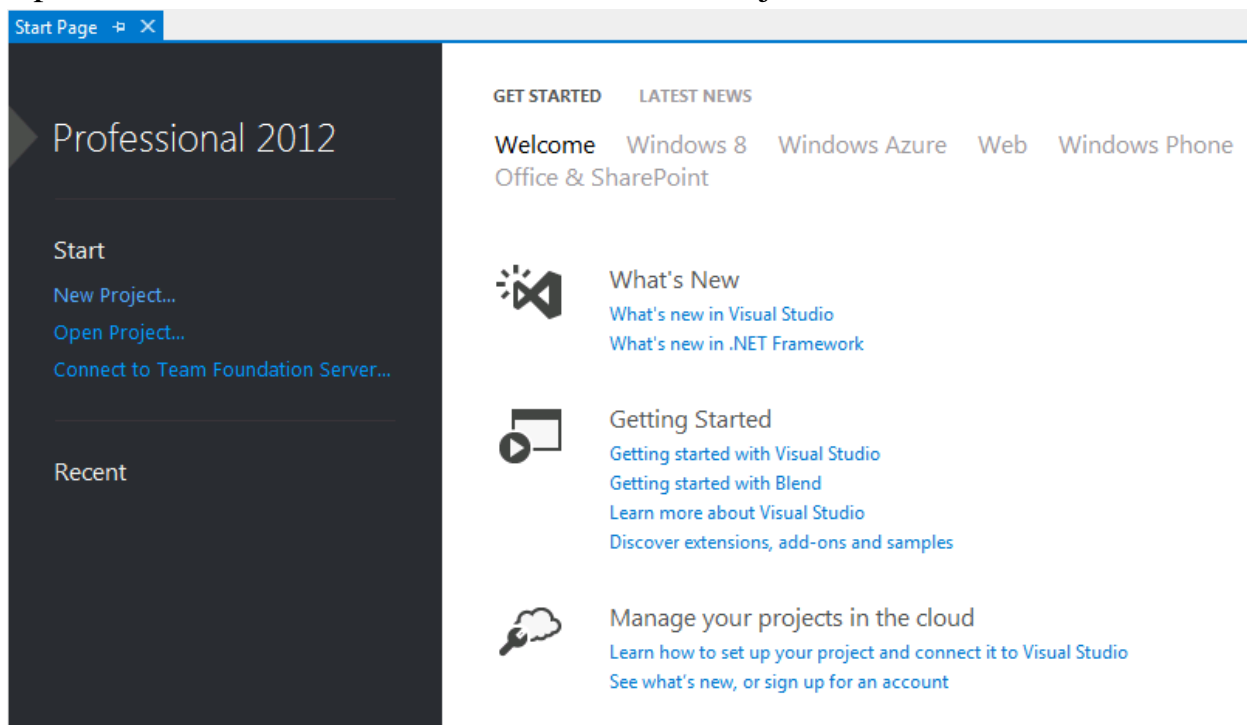 Start Page
Professional 2012
Start
New Project...
Open Project...
Connect to Team Foundation Server...
Recent
GET STARTED LATEST NEWS
Welcome Windows 8 Windows Azure Web Windows Phone
Office & SharePoint
What's New
What's new in Visual Studio
What's new in .NET Framework
Getting Started
Getting started with Visual Studio
Getting started with Blend
Learn more about Visual Studio
Discover extensions, add-ons and samples
Manage your projects in the cloud
Learn how to set up your project and connect it to Visual Studio
See what's new, or sign up for an account